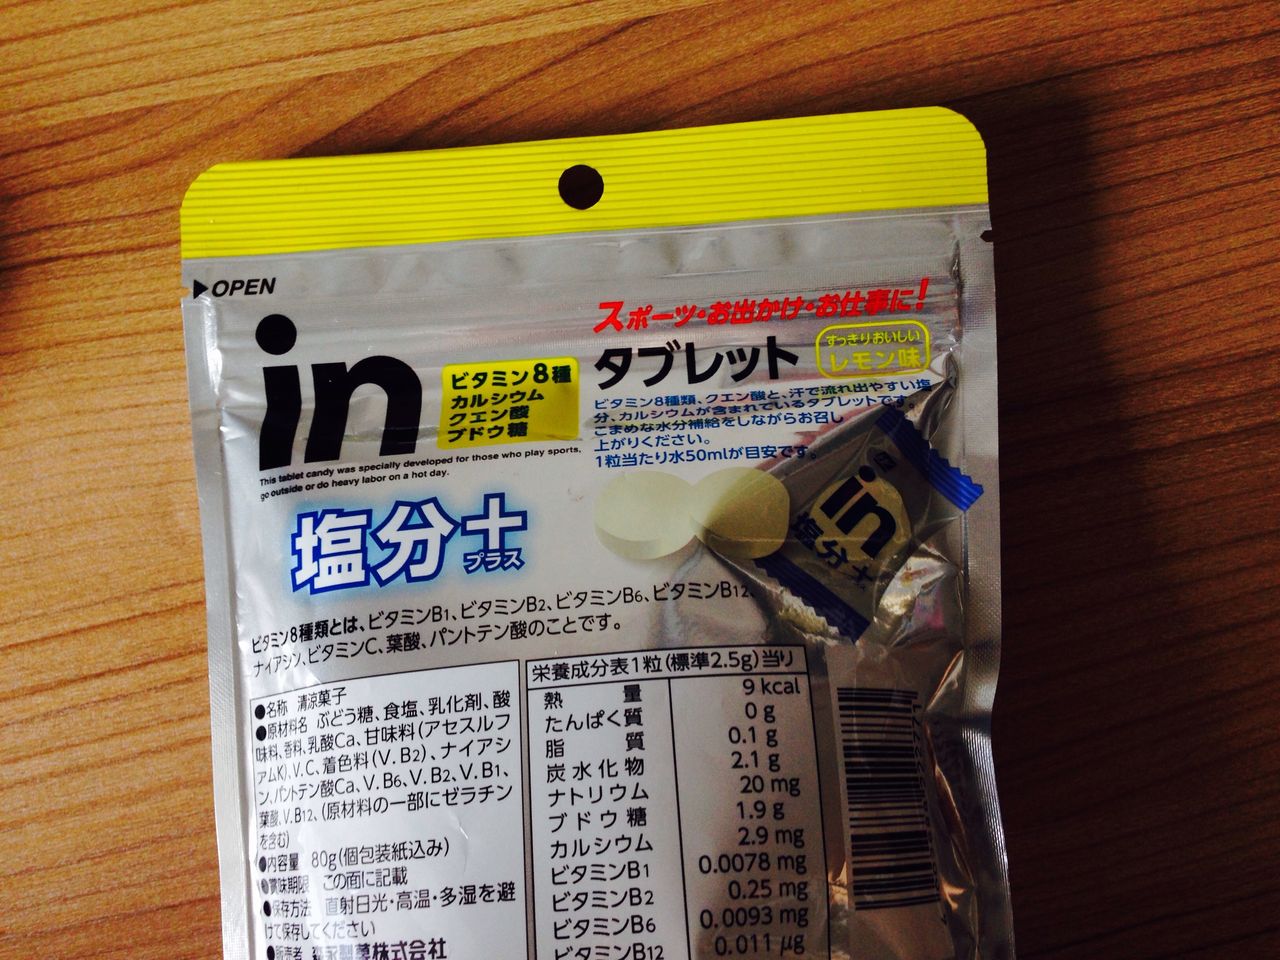 OPEN
スポーツ・お出かけ・お仕事に!
in
ビタミン8種
カルシウム
クエン酸
ブドウ糖
タブレット
すっきりおいしい
レモン味
This tablet candy was specially developed for those who play sports,
go outside or do heavy labor on a hot day.
ビタミン8種類、クエン酸と、汗で流れ出やすい塩
分、カルシウムが含まれているタブレットです。
こまめな水分補給をしながらお召し
上がりください。
1粒当たり水50mlが目安です。
塩分+
プラス
in
塩分+
ビタミン8種類とは、ビタミンB1、ビタミンB2、ビタミンB6、ビタミンB12、
ナイアシン、ビタミンC、葉酸、パントテン酸のことです。
●名称 清涼菓子
●原材料名 ぶどう糖、食塩、乳化剤、酸
味料、香料、乳酸Ca、甘味料(アセスルフ
ァムK)、V.C、着色料(V.B2)、ナイアシ
ン、パントテン酸Ca、V.B6、V.B2、V.B1、
葉酸、V.B12、(原材料の一部にゼラチン
を含む)
●内容量 80g(個包装紙込み)
●賞味期限 この面に記載
●保存方法 直射日光・高温・多湿を避
けて保存してください
●販売者 森永製菓株式会社
栄養成分表1粒(標準2.5g)当り
熱量 9 kcal
たんぱく質 0 g
脂質 0.1 g
炭水化物 2.1 g
ナトリウム 20 mg
ブドウ糖 1.9 g
カルシウム 2.9 mg
ビタミンB1 0.0078 mg
ビタミンB2 0.25 mg
ビタミンB6 0.0093 mg
ビタミンB12 0.011 μg